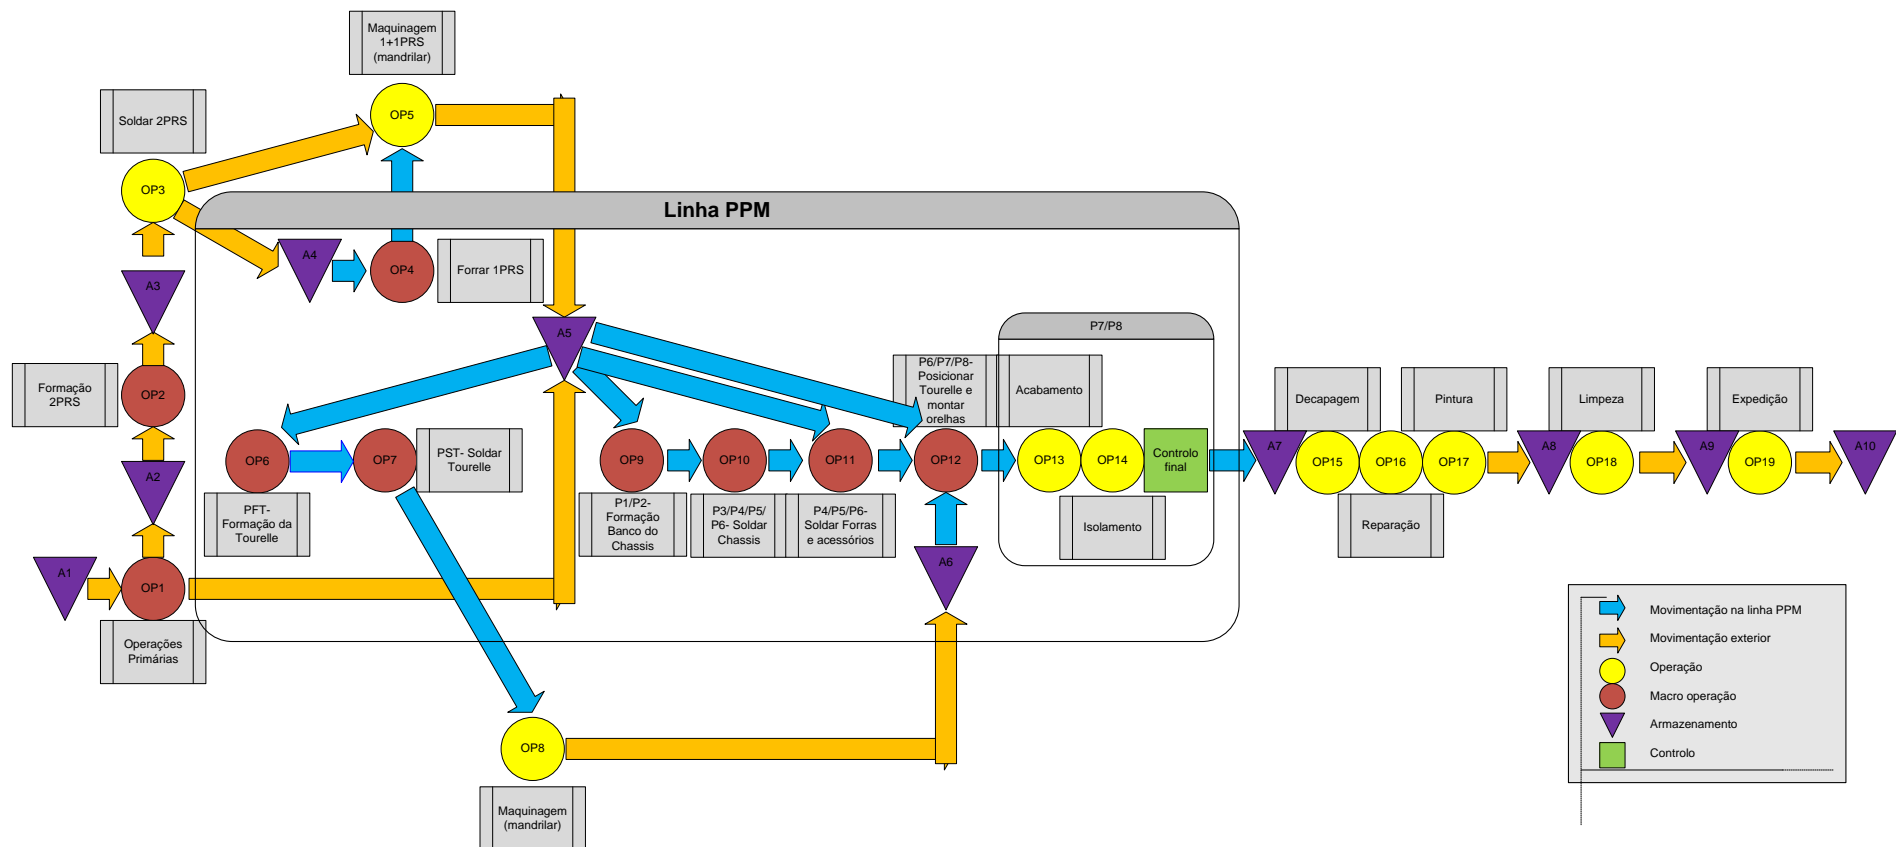 Maquinagem
1+1PRS
(mandrilar)
Soldar 2PRS
OP5
OP3
Linha PPM
A4
OP4
Forrar 1PRS
A3
A5
P7/P8
Formação
2PRS
OP2
P6/P7/P8-
Posicionar
Tourelle e
montar
orelhas
Acabamento
Decapagem
Pintura
Limpeza
Expedição
A2
OP6
OP7
PST- Soldar
Tourelle
OP9
OP10
OP11
OP12
OP13
OP14
Controlo
final
A7
OP15
OP16
OP17
A8
OP18
A9
OP19
A10
PFT-
Formação da
Tourelle
P1/P2-
Formação
Banco do
Chassis
P3/P4/P5/
P6- Soldar
Chassis
P4/P5/P6-
Soldar Forras
e acessórios
Isolamento
Reparação
A1
OP1
A6
Operações
Primárias
OP8
Maquinagem
(mandrilar)
Movimentação na linha PPM
Movimentação exterior
Operação
Macro operação
Armazenamento
Controlo